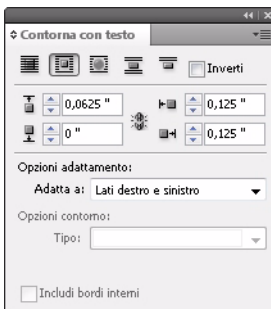 Contorna con testo
Inverti
0,0625 " 0,125 "
0 " 0,125 "
Opzioni adattamento:
Adatta a: Lati destro e sinistro
Opzioni contorno:
Tipo:
Includi bordi interni